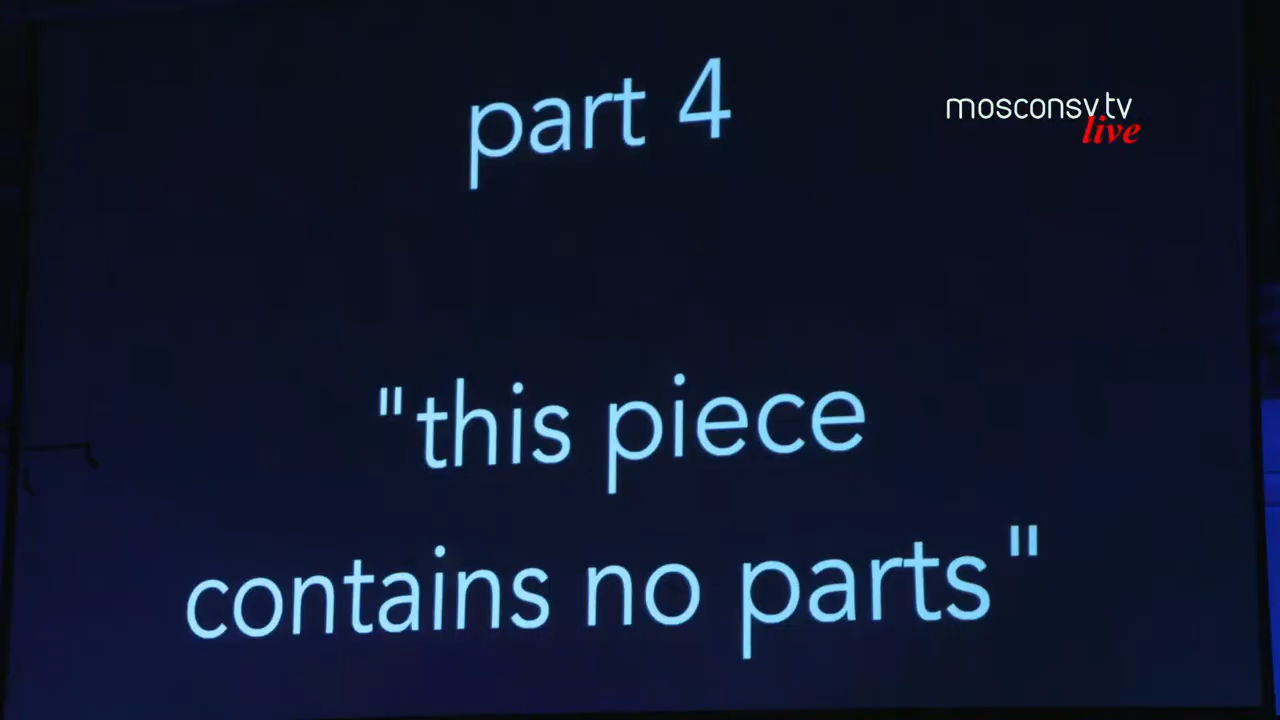 part 4
mosconsv.tv
live
"this piece
contains no parts"